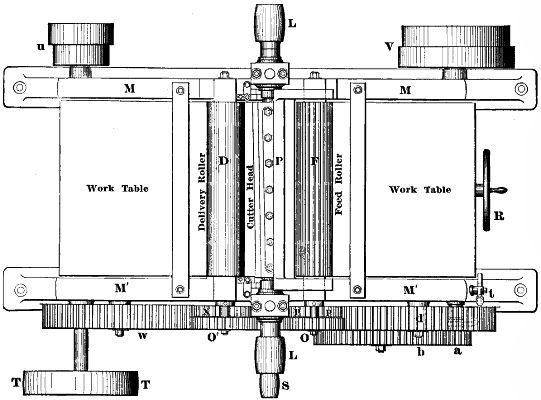 L
u
V
M
M
D
P
F
Work Table
Delivery Roller
Cutter Head
Feed Roller
Work Table
R
M'
M'
t
X
P
d
w
O'
O
b
a
L
T
T
S